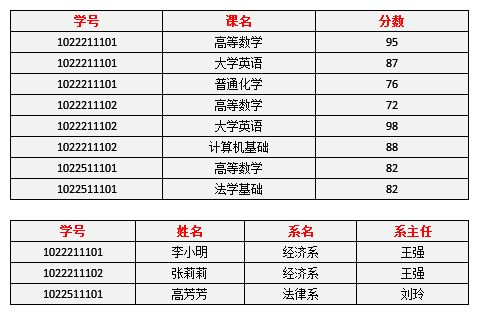 学号 课名 分数
1022211101 高等数学 95
1022211101 大学英语 87
1022211101 普通化学 76
1022211102 高等数学 72
1022211102 大学英语 98
1022211102 计算机基础 88
1022511101 高等数学 82
1022511101 法学基础 82
学号 姓名 系名 系主任
1022211101 李小明 经济系 王强
1022211102 张莉莉 经济系 王强
1022511101 高芳芳 法律系 刘玲